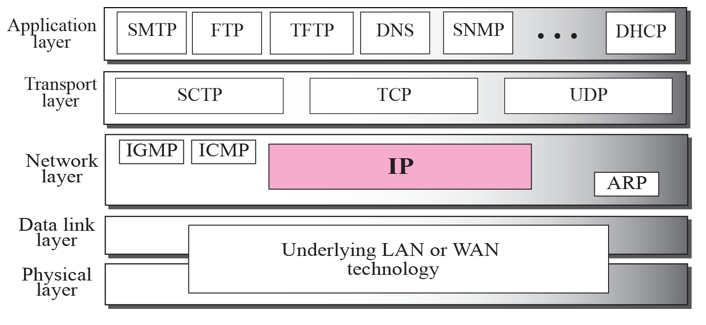 Application
layer
SMTP
FTP
TFTP
DNS
SNMP
• • •
DHCP
Transport
layer
SCTP
TCP
UDP
Network
layer
IGMP
ICMP
IP
ARP
Data link
layer
Underlying LAN or WAN
technology
Physical
layer